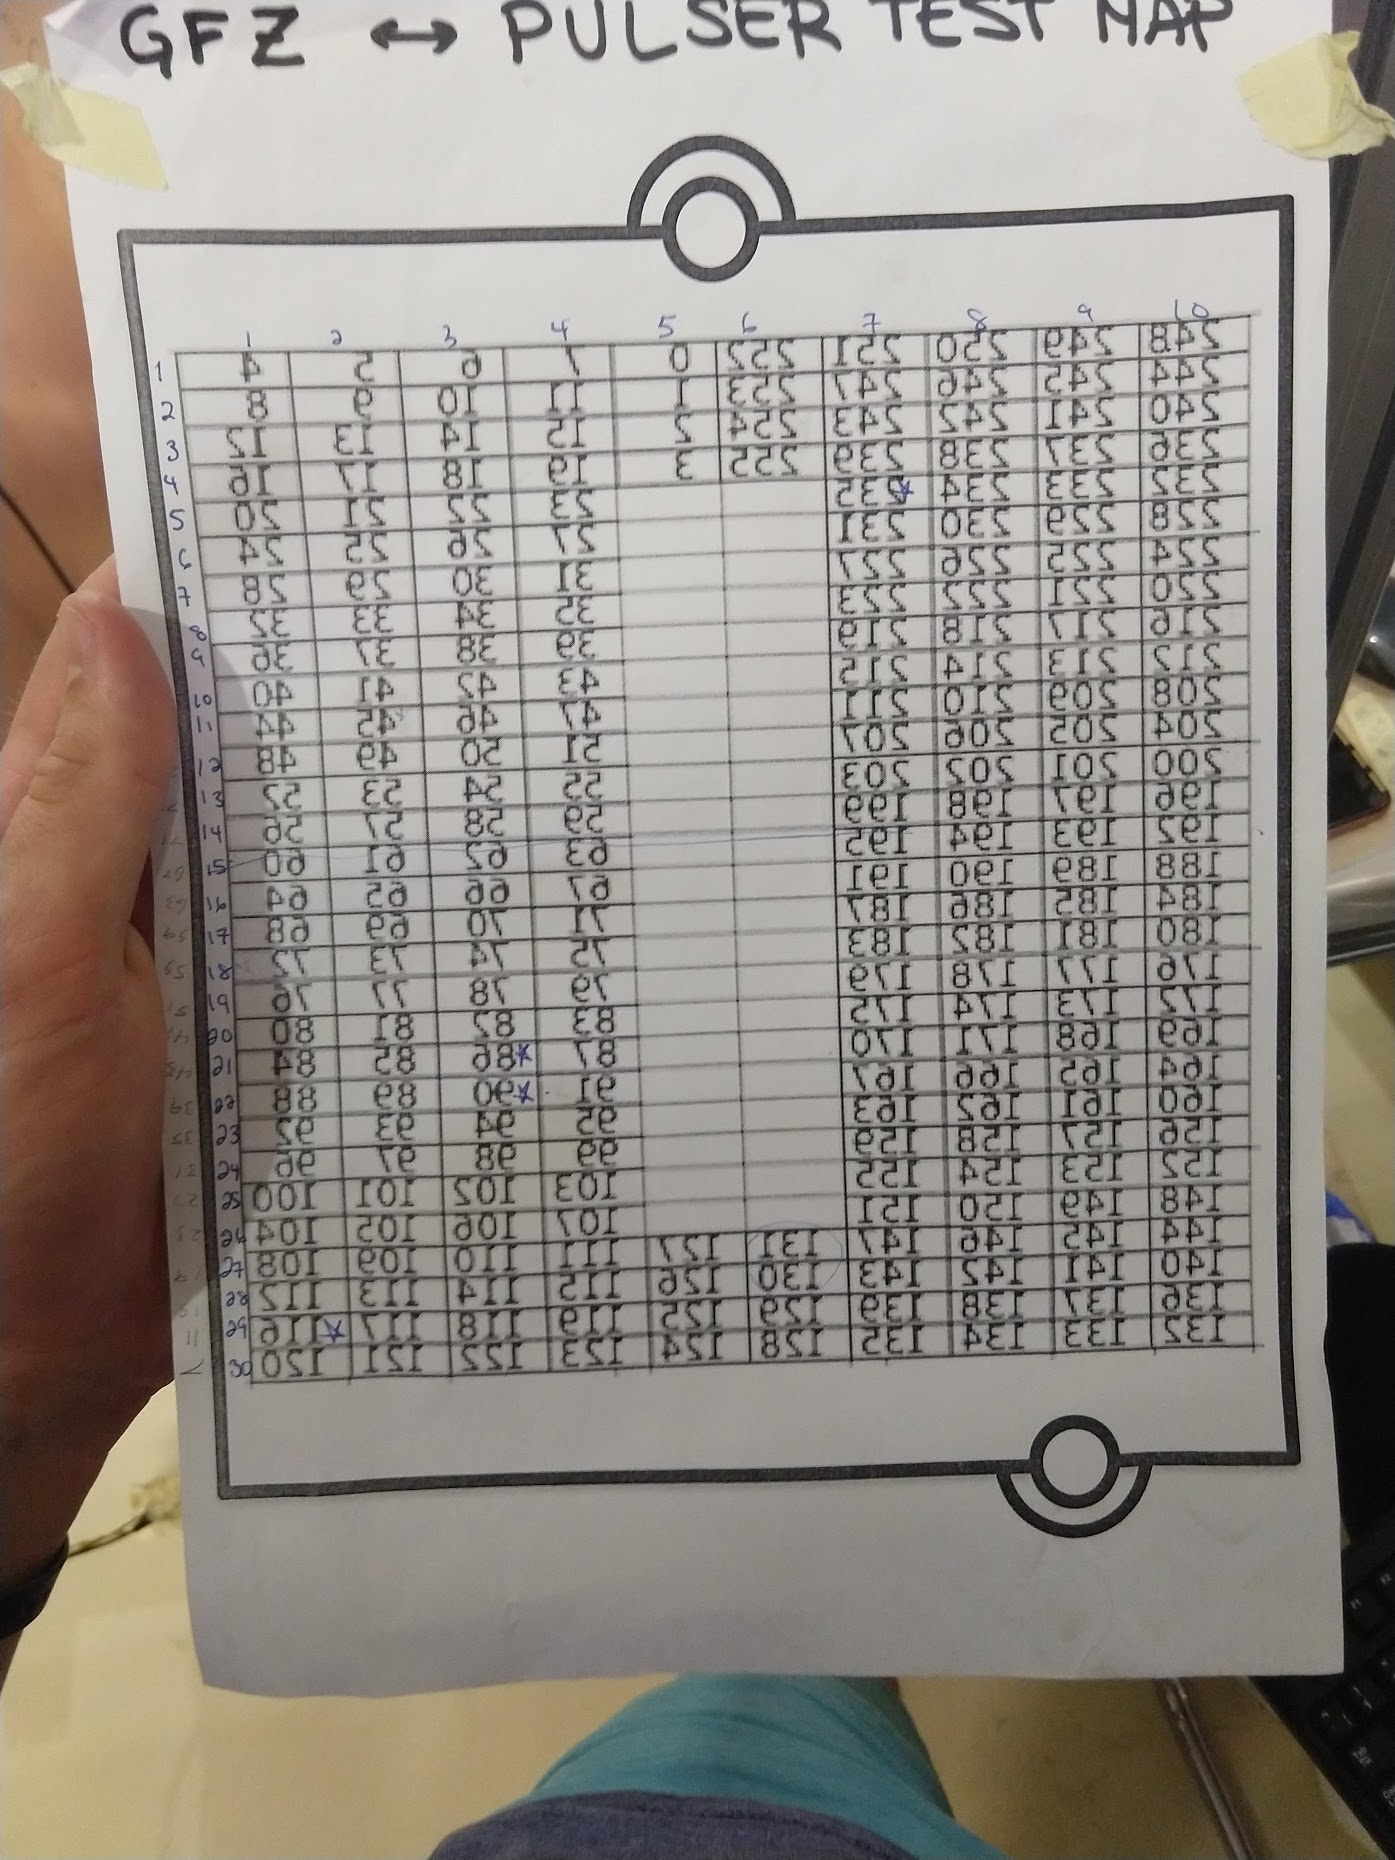 GFZ ↔ PULSER TEST MAP
1 2 3 4 5 6 7 8 9 10
1 4 5 6 7 0 252 251 250 249 248
2 8 9 10 11 1 253 247 246 245 244
3 12 13 14 15 2 254 243 242 241 240
4 16 17 18 19 3 255 239 238 237 236
5 20 21 22 23 235* 234 233 232
6 24 25 26 27 231 230 229 228
7 28 29 30 31 227 226 225 224
8 32 33 34 35 223 222 221 220
9 36 37 38 39 219 218 217 216
10 40 41 42 43 215 214 213 212
11 44 45 46 47 211 210 209 208
12 48 49 50 51 207 206 205 204
13 52 53 54 55 203 202 201 200
14 56 57 58 59 199 198 197 196
15 60 61 62 63 195 194 193 192
16 64 65 66 67 191 190 189 188
17 68 69 70 71 187 186 185 184
18 72 73 74 75 183 182 181 180
19 76 77 78 79 179 178 177 176
20 80 81 82 83 175 174 173 172
21 84 85 86* 87 170 171 168 169
22 88 89 90* 91 167 166 165 164
23 92 93 94 95 163 162 161 160
24 96 97 98 99 159 158 157 156
25 100 101 102 103 155 154 153 152
26 104 105 106 107 151 150 149 148
27 108 109 110 111 127 131 147 146 145 144
28 112 113 114 115 126 130 143 142 141 140
29 116* 117 118 119 125 129 139 138 137 136
30 120 121 122 123 124 128 135 134 133 132